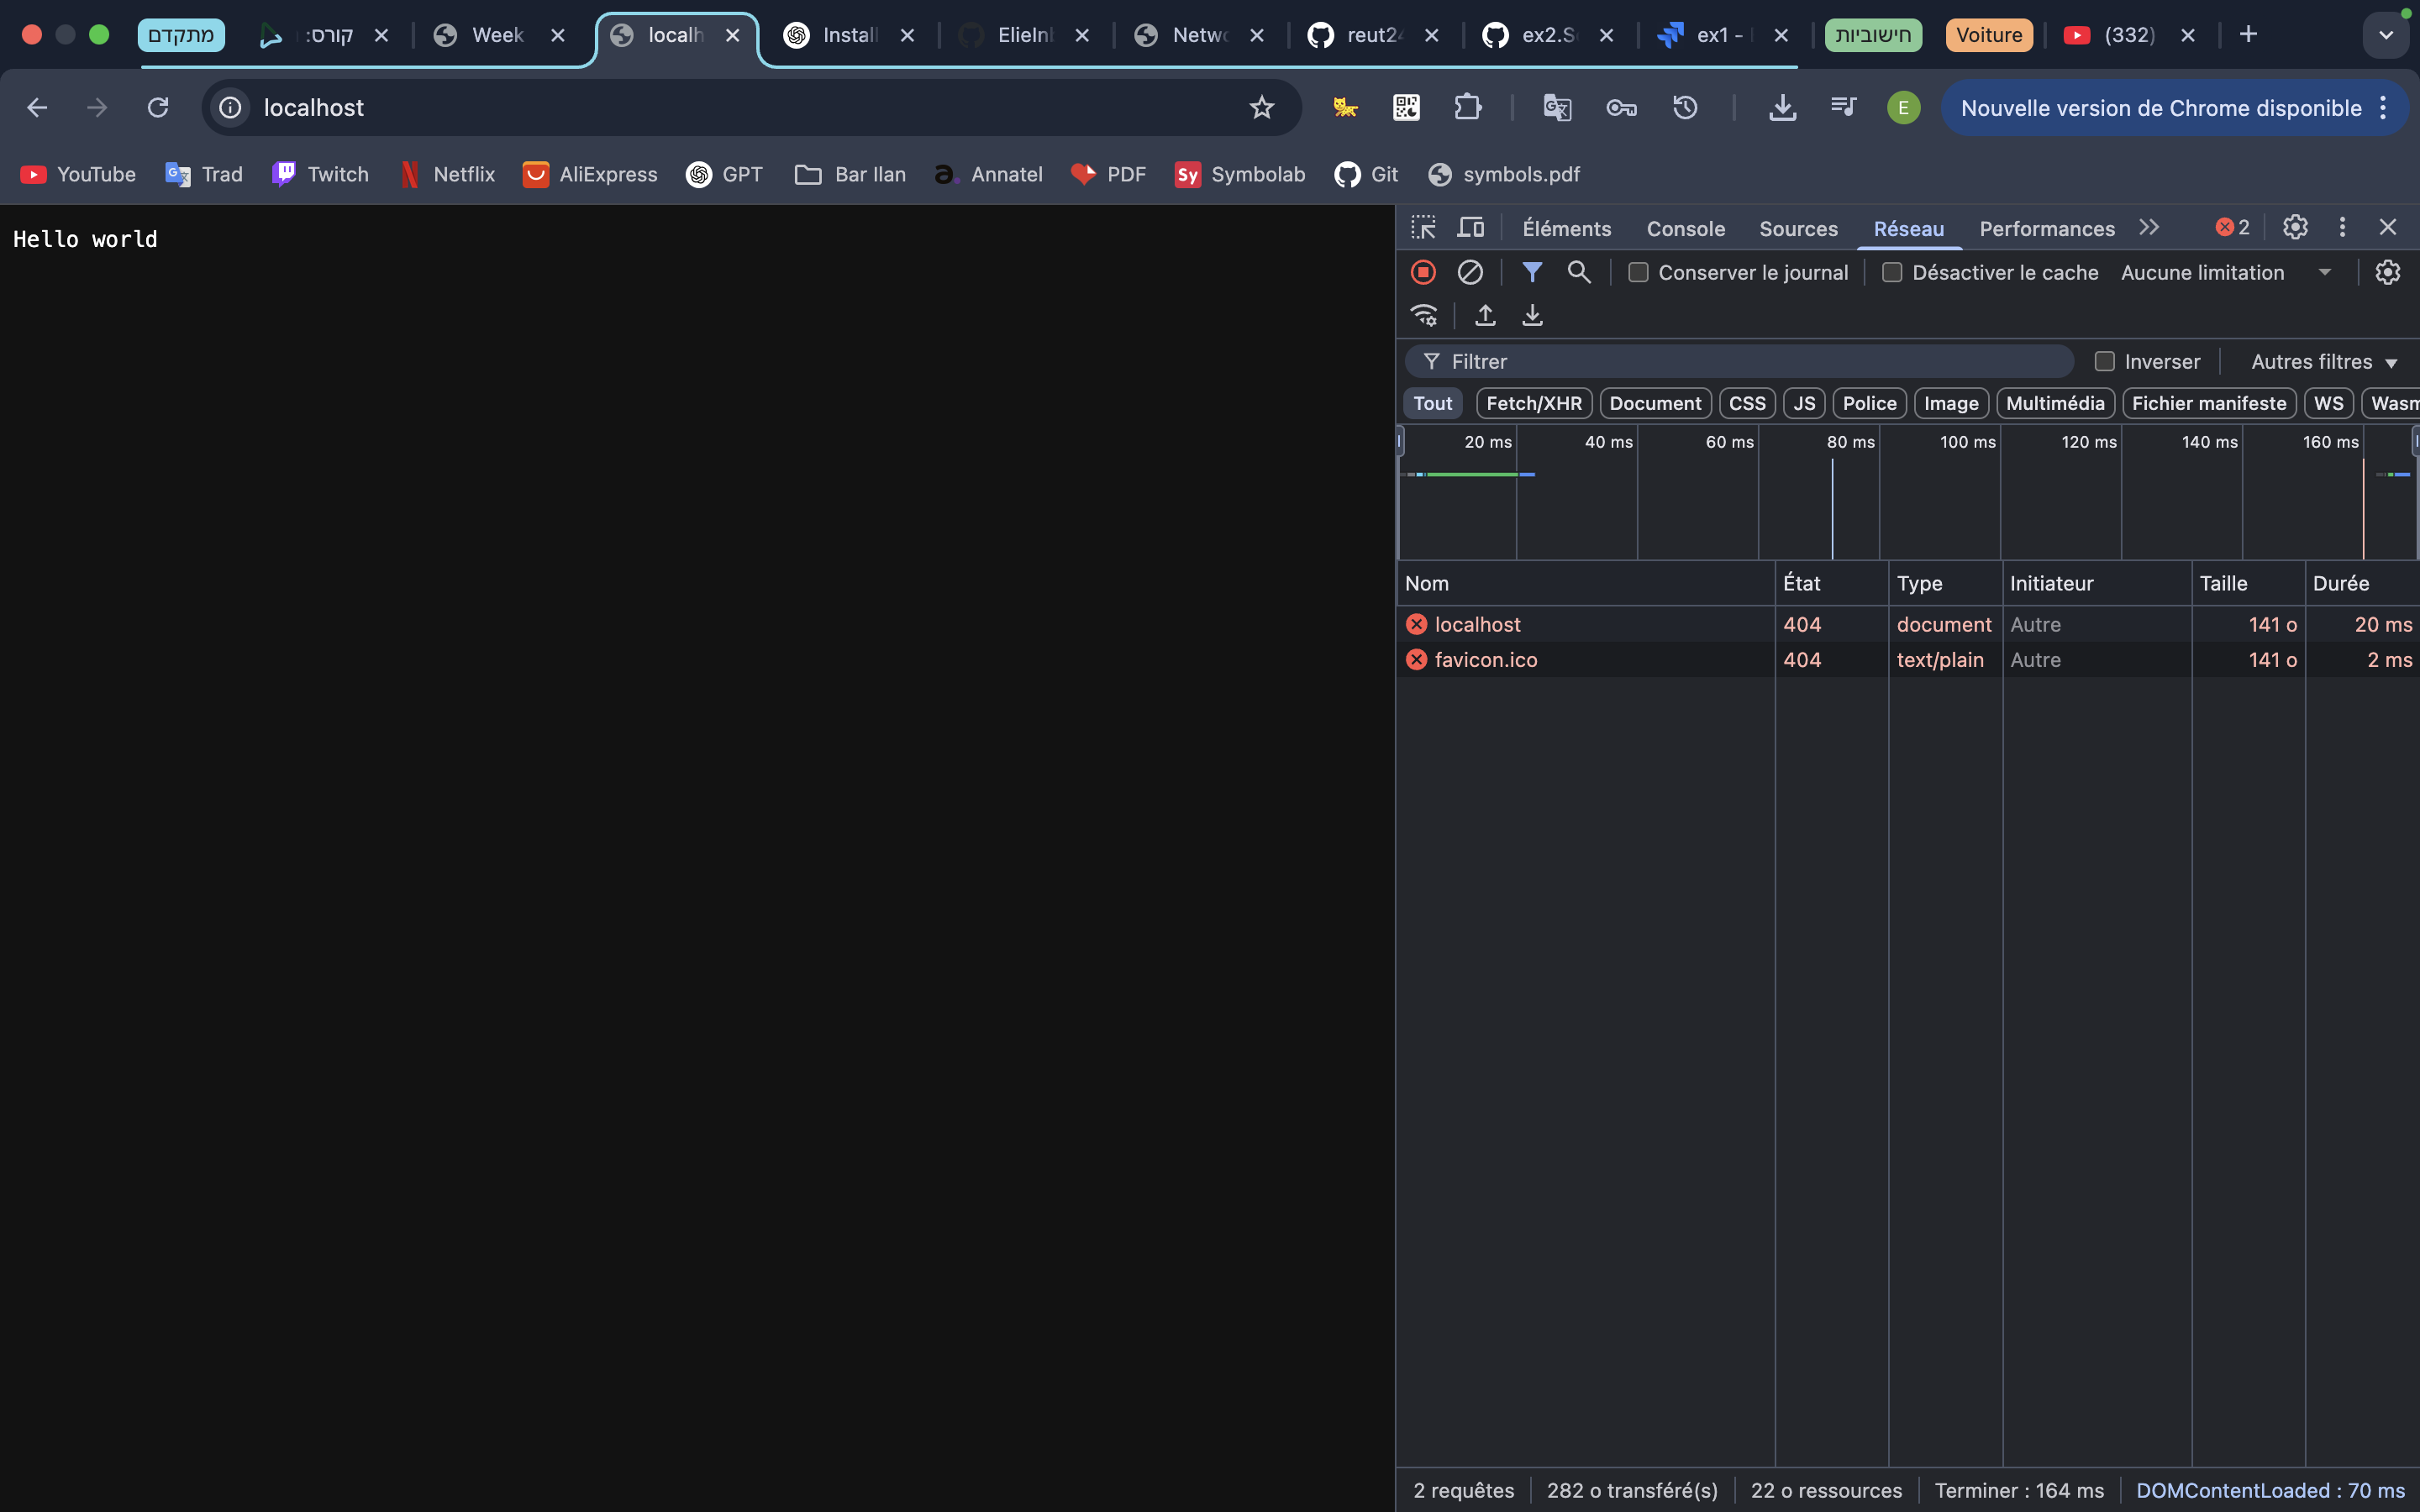 מתקדם קורס: Week localh Install ElieInb Netwo reut24 ex2.S ex1 - חישוביות Voiture (332)
localhost E Nouvelle version de Chrome disponible
YouTube Trad Twitch Netflix AliExpress GPT Bar Ilan a. Annatel PDF Sy Symbolab Git symbols.pdf
Hello world
Éléments Console Sources Réseau Performances 2
Conserver le journal Désactiver le cache Aucune limitation
Filtrer Inverser Autres filtres
Tout Fetch/XHR Document CSS JS Police Image Multimédia Fichier manifeste WS Wasm
20 ms 40 ms 60 ms 80 ms 100 ms 120 ms 140 ms 160 ms
Nom État Type Initiateur Taille Durée
localhost 404 document Autre 141 o 20 ms
favicon.ico 404 text/plain Autre 141 o 2 ms
2 requêtes 282 o transféré(s) 22 o ressources Terminer : 164 ms DOMContentLoaded : 70 ms